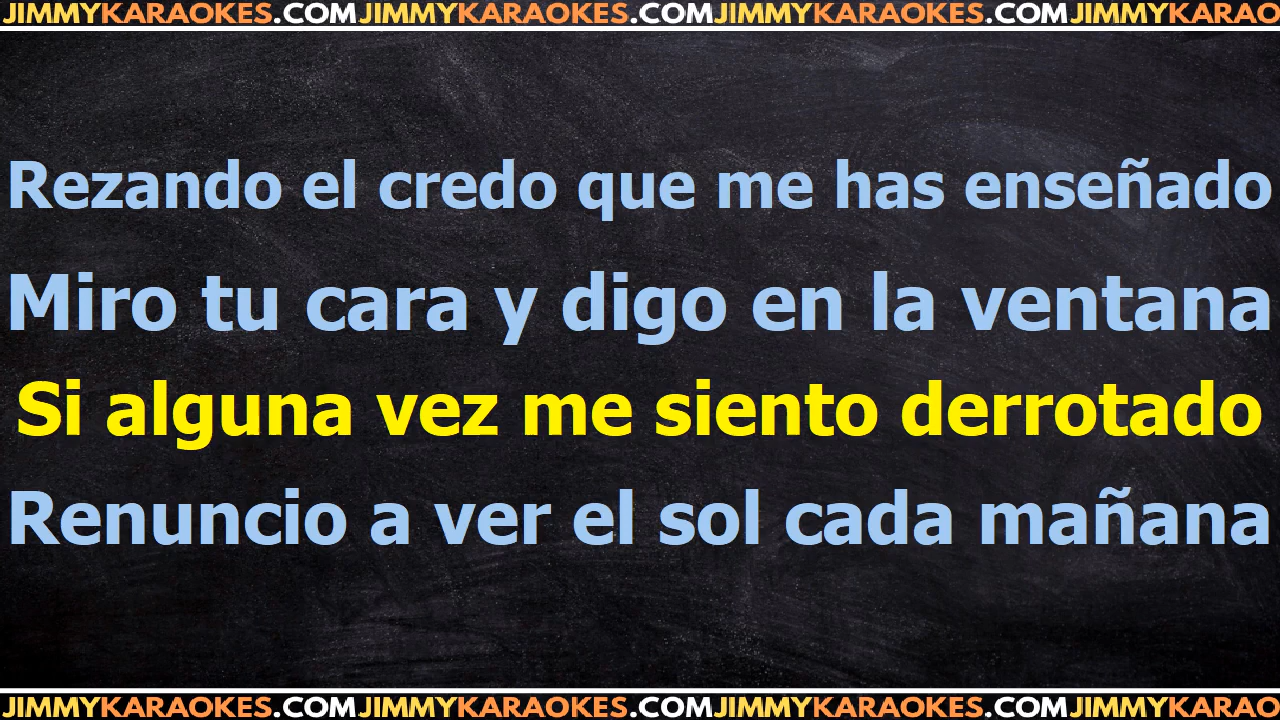 JIMMYKARAOKES.COMJIMMYKARAOKES.COMJIMMYKARAOKES.COMJIMMYKARAO
Rezando el credo que me has enseñado
Miro tu cara y digo en la ventana
Si alguna vez me siento derrotado
Renuncio a ver el sol cada mañana
JIMMYKARAOKES.COMJIMMYKARAOKES.COMJIMMYKARAOKES.COMJIMMYKARAO